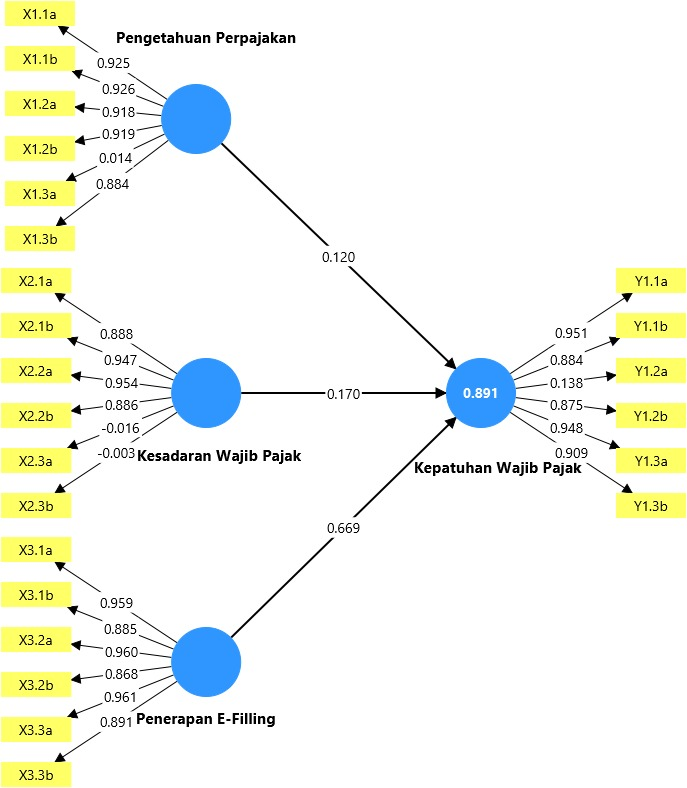 X1.1a
Pengetahuan Perpajakan
X1.1b
0.925
0.926
X1.2a
0.918
0.919
X1.2b
0.014
0.884
X1.3a
X1.3b
0.120
X2.1a
Y1.1a
X2.1b
0.888
0.951
Y1.1b
0.947
0.884
X2.2a
0.954
0.138
Y1.2a
0.886
0.170
0.891
0.875
X2.2b
Y1.2b
-0.016
0.948
-0.003
Kesadaran Wajib Pajak
0.909
X2.3a
Kepatuhan Wajib Pajak
Y1.3a
X2.3b
Y1.3b
0.669
X3.1a
X3.1b
0.959
0.885
X3.2a
0.960
0.868
X3.2b
0.961
0.891
Penerapan E-Filling
X3.3a
X3.3b